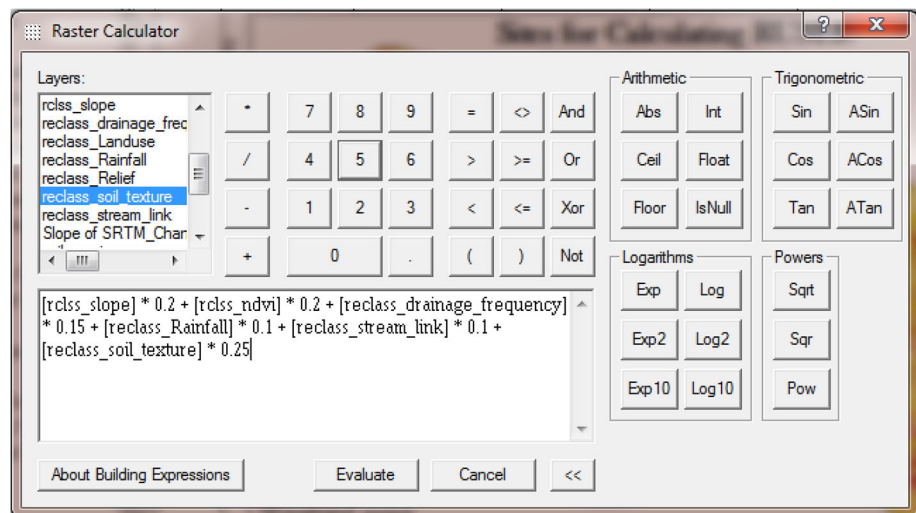 Raster Calculator
?
X
Layers:
rclss_slope
reclass_drainage_freq
reclass_Landuse
reclass_Rainfall
reclass_Relief
reclass_soil_texture
reclass_stream_link
Slope of SRTM_Chan
* 7 8 9 = <> And
/ 4 5 6 > >= Or
- 1 2 3 < <= Xor
+ 0 . ( ) Not
Arithmetic
Abs Int
Ceil Float
Floor IsNull
Trigonometric
Sin ASin
Cos ACos
Tan ATan
Logarithms
Exp Log
Exp2 Log2
Exp10 Log10
Powers
Sqrt
Sqr
Pow
[rclss_slope] * 0.2 + [rclss_ndvi] * 0.2 + [reclass_drainage_frequency]
* 0.15 + [reclass_Rainfall] * 0.1 + [reclass_stream_link] * 0.1 +
[reclass_soil_texture] * 0.25
About Building Expressions
Evaluate
Cancel
<<